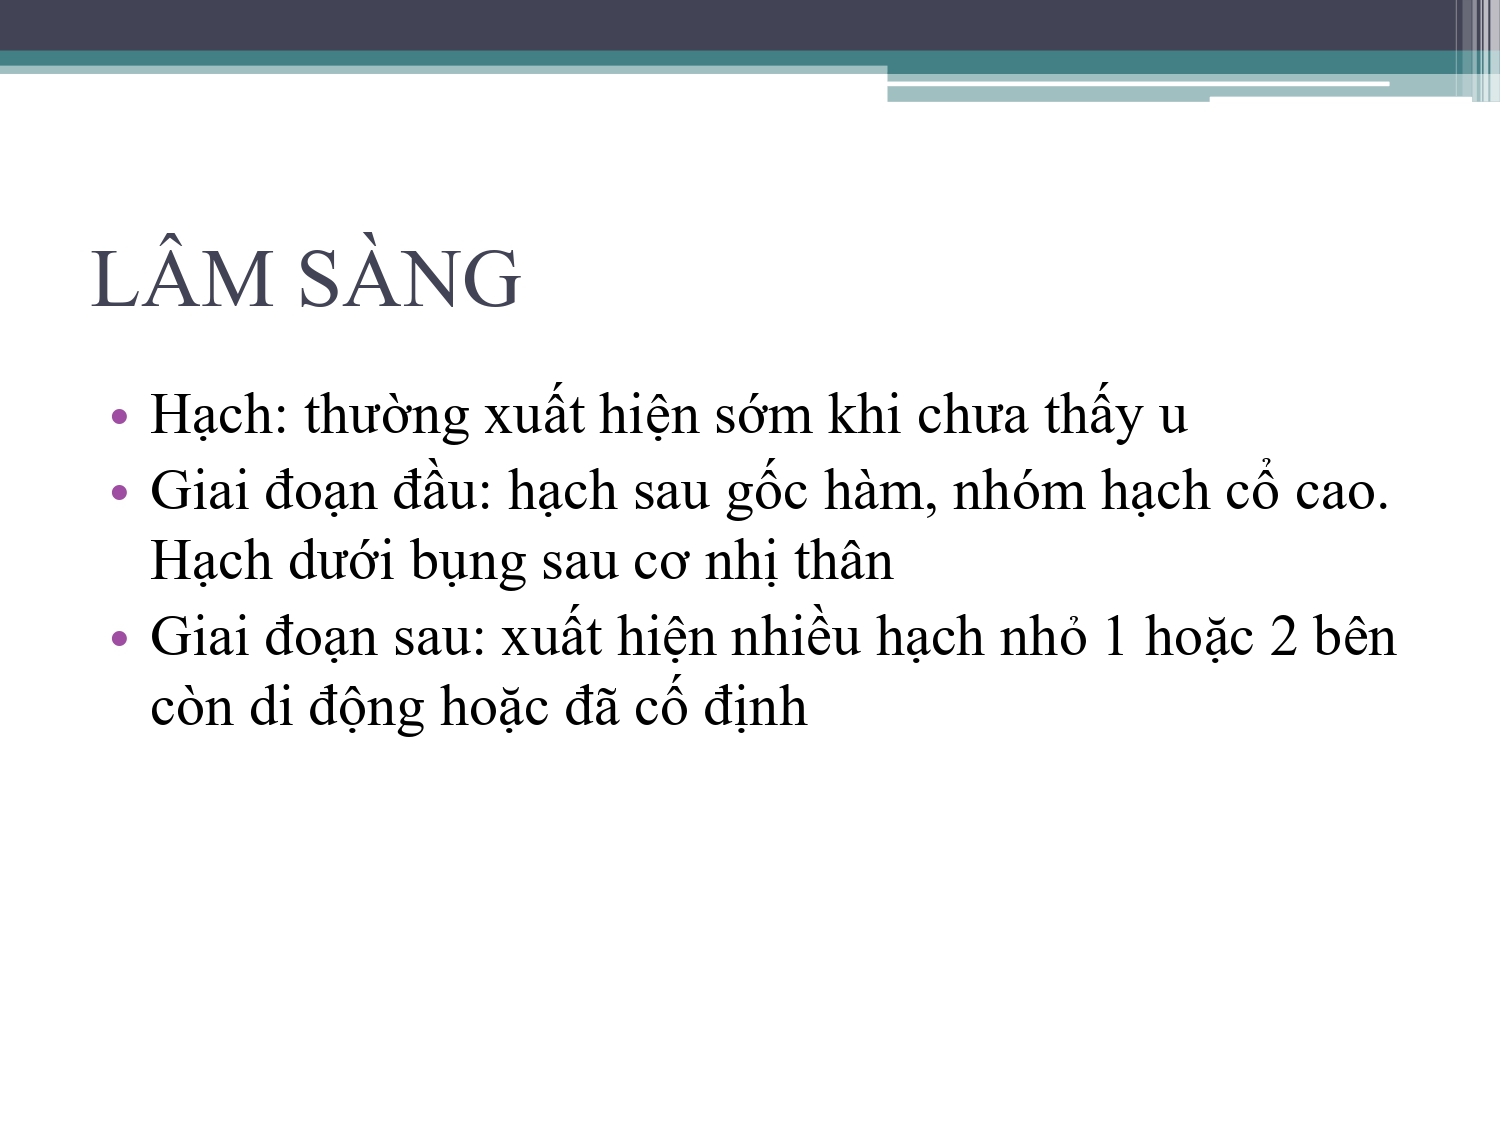 LÂM SÀNG
• Hạch: thường xuất hiện sớm khi chưa thấy u
• Giai đoạn đầu: hạch sau gốc hàm, nhóm hạch cổ cao.
Hạch dưới bụng sau cơ nhị thân
• Giai đoạn sau: xuất hiện nhiều hạch nhỏ 1 hoặc 2 bên
còn di động hoặc đã cố định